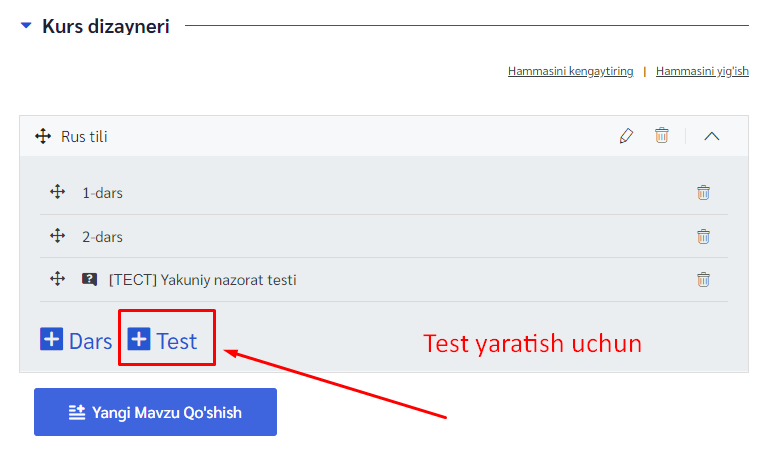 Kurs dizayneri
Hammasini kengaytiring | Hammasini yig'ish
Rus tili
1-dars
2-dars
[ТЕСТ] Yakuniy nazorat testi
Dars Test
Test yaratish uchun
Yangi Mavzu Qo'shish